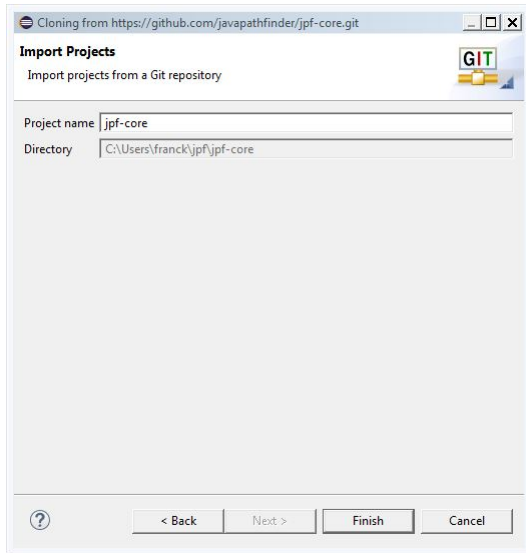 Cloning from https://github.com/javapathfinder/jpf-core.git
Import Projects
Import projects from a Git repository
GIT
Project name jpf-core
Directory C:\Users\franck\jpf\jpf-core
? < Back Next > Finish Cancel